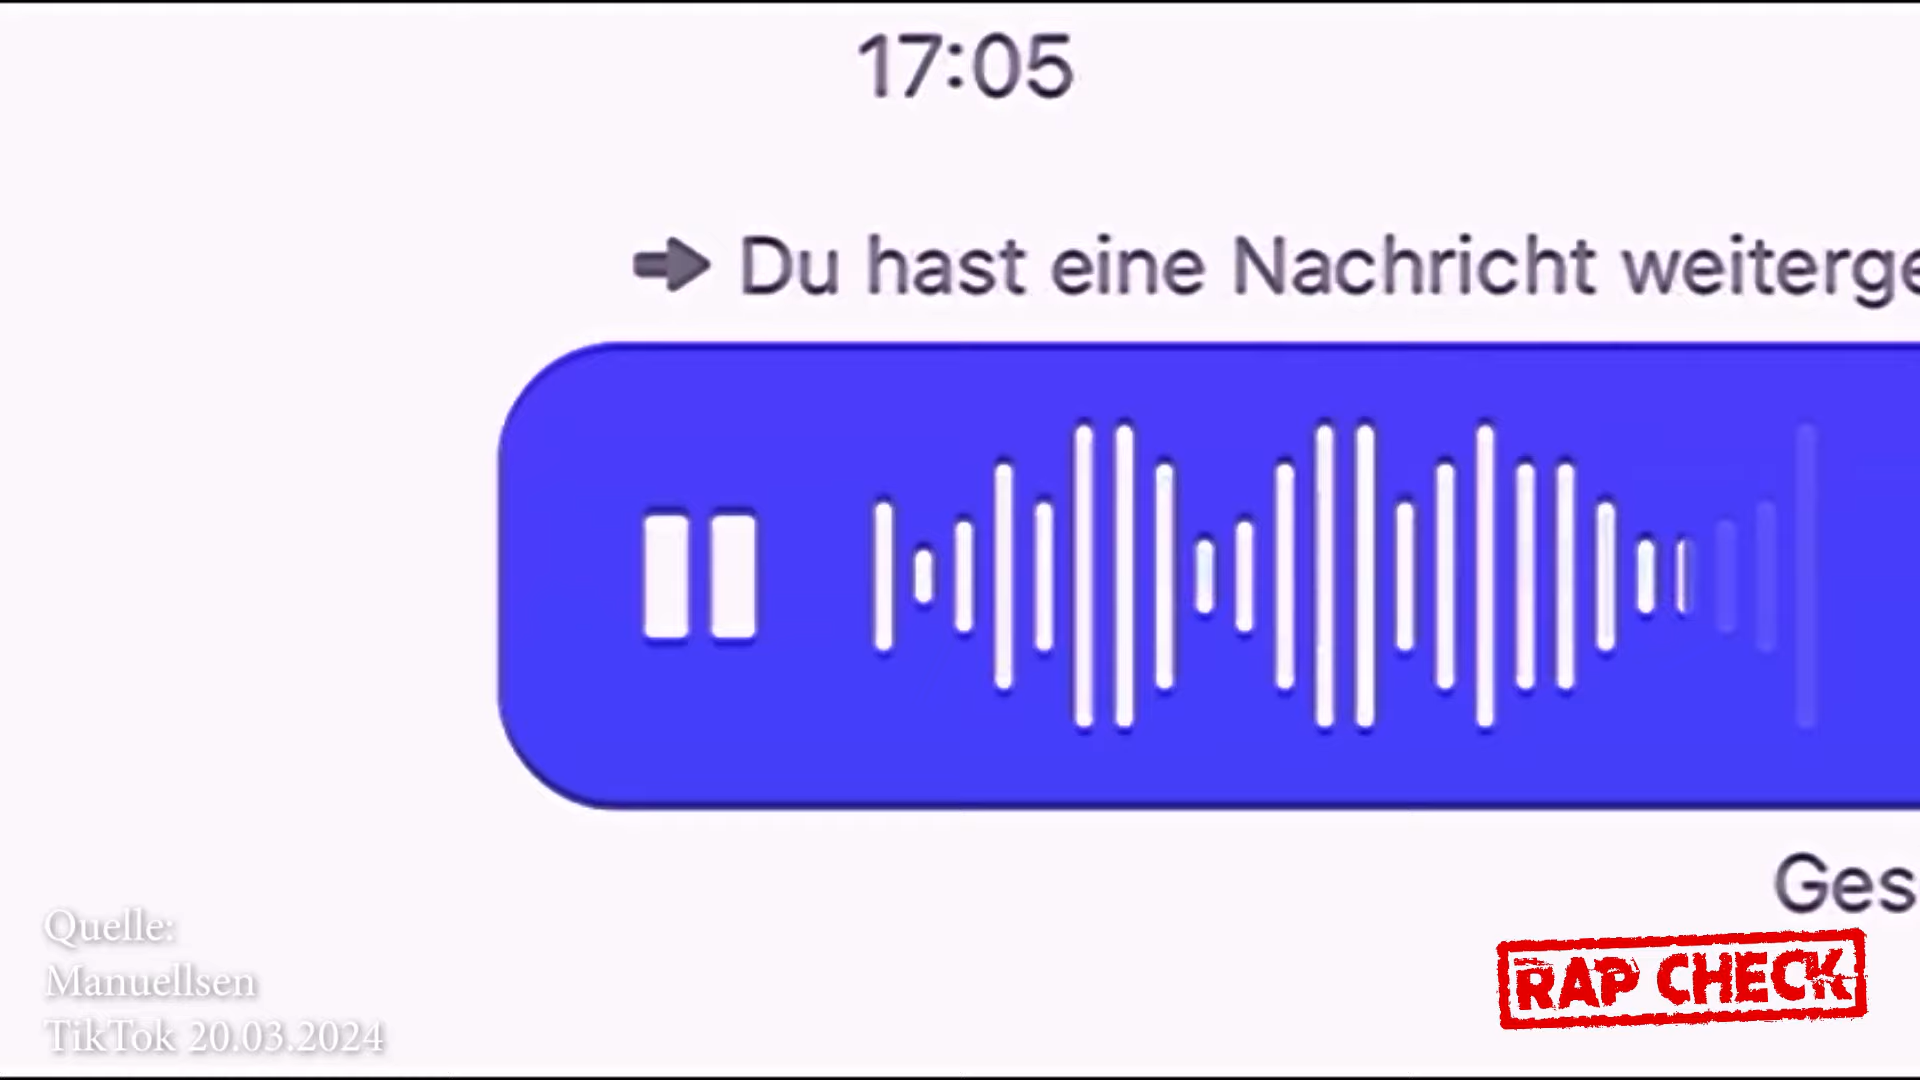 17:05
Du hast eine Nachricht weiterge
Ges
Quelle:
Manuellsen
TikTok 20.03.2024
RAP CHECK